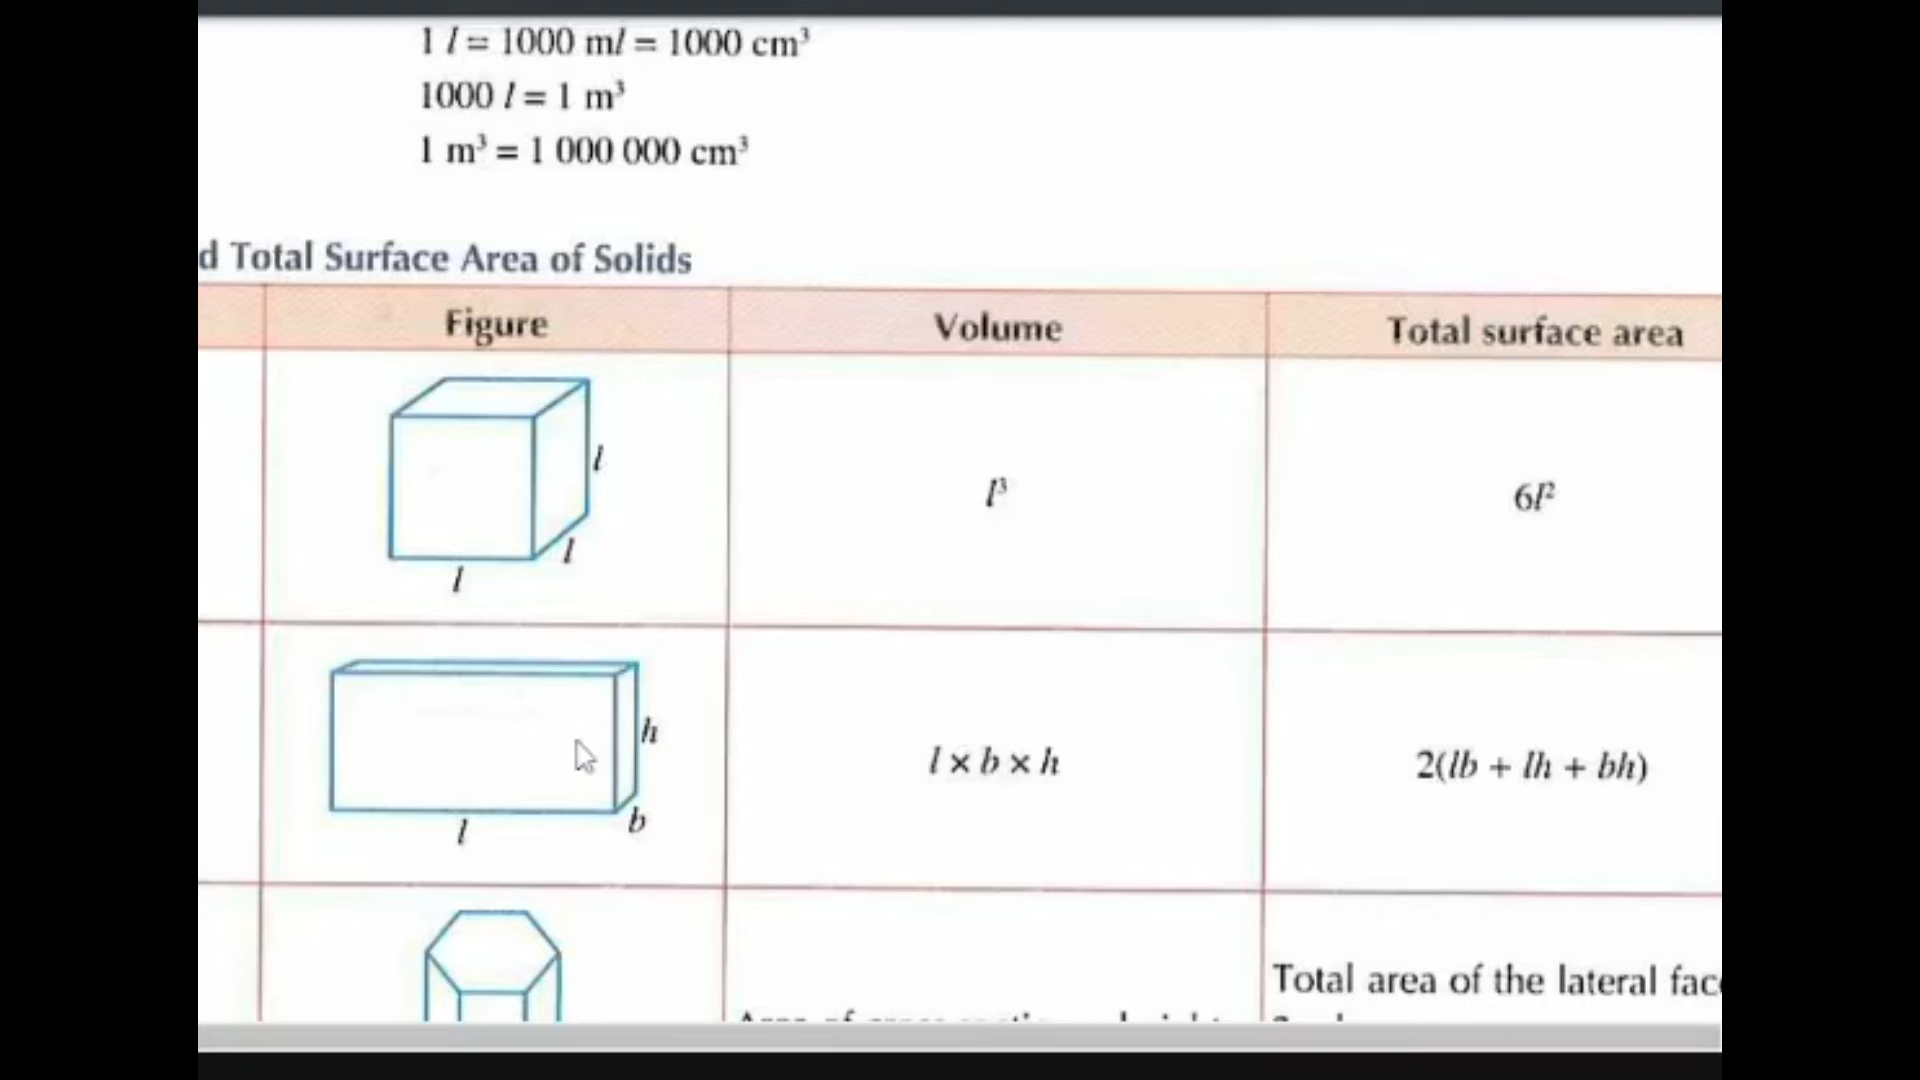 1 l = 1000 ml = 1000 cm³
1000 l = 1 m³
1 m³ = 1 000 000 cm³
d Total Surface Area of Solids
Figure Volume Total surface area
l
l
l
l³ 6l²
h
b
l
l × b × h 2(lb + lh + bh)
Total area of the lateral fac